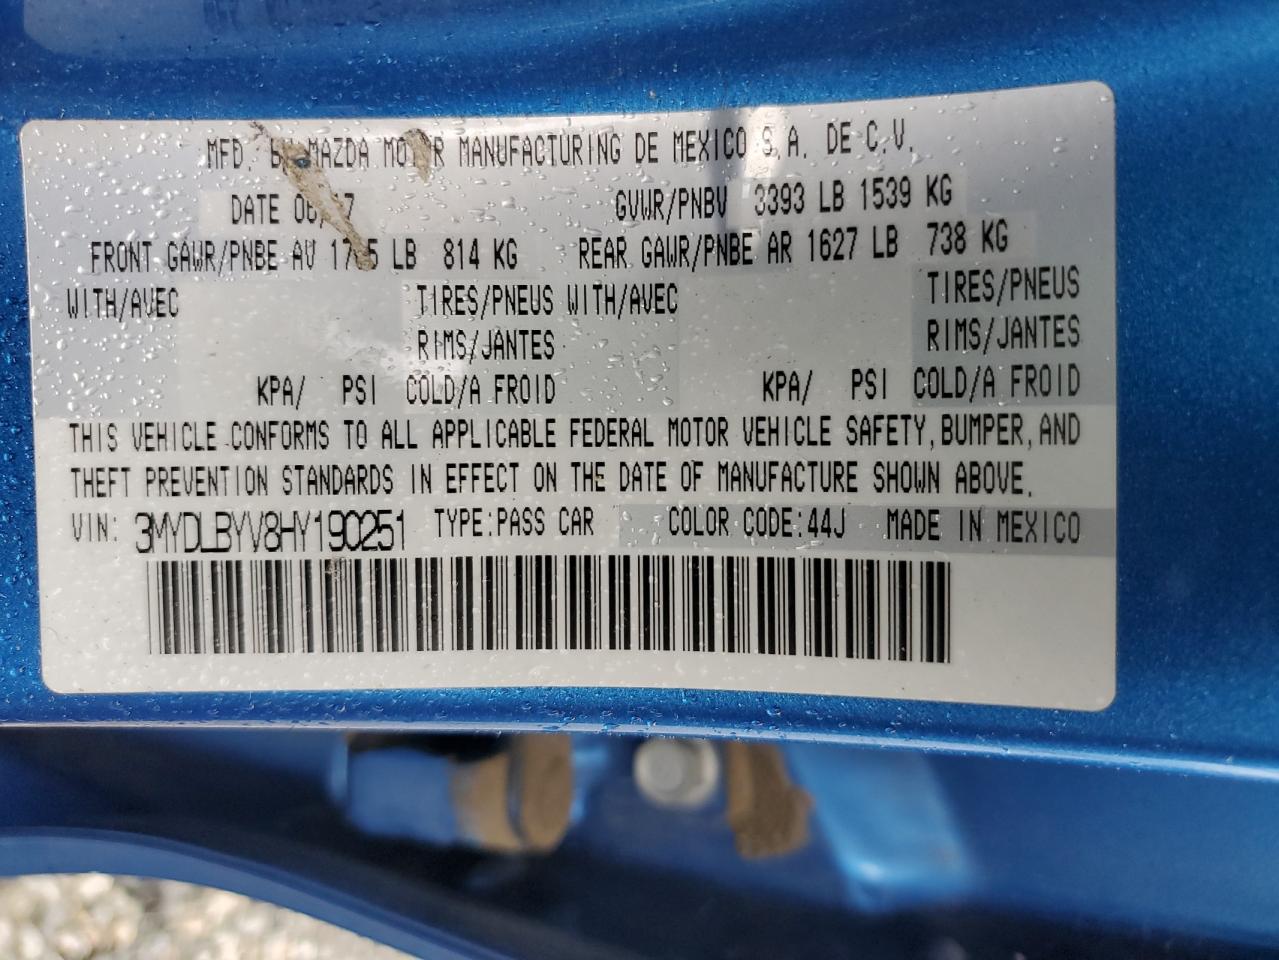 MFD. BY MAZDA MOTOR MANUFACTURING DE MEXICO S.A. DE C.V.
DATE GVWR/PNBV 3393 LB 1539 KG
FRONT GAWR/PNBE AV LB 814 KG REAR GAWR/PNBE AR 1627 LB 738 KG
WITH/AVEC TIRES/PNEUS WITH/AVEC TIRES/PNEUS
RIMS/JANTES RIMS/JANTES
KPA/ PSI COLD/A FROID KPA/ PSI COLD/A FROID
THIS VEHICLE CONFORMS TO ALL APPLICABLE FEDERAL MOTOR VEHICLE SAFETY, BUMPER, AND
THEFT PREVENTION STANDARDS IN EFFECT ON THE DATE OF MANUFACTURE SHOWN ABOVE.
VIN: 3MYDLBYV8HY190251 TYPE:PASS CAR COLOR CODE:44J MADE IN MEXICO